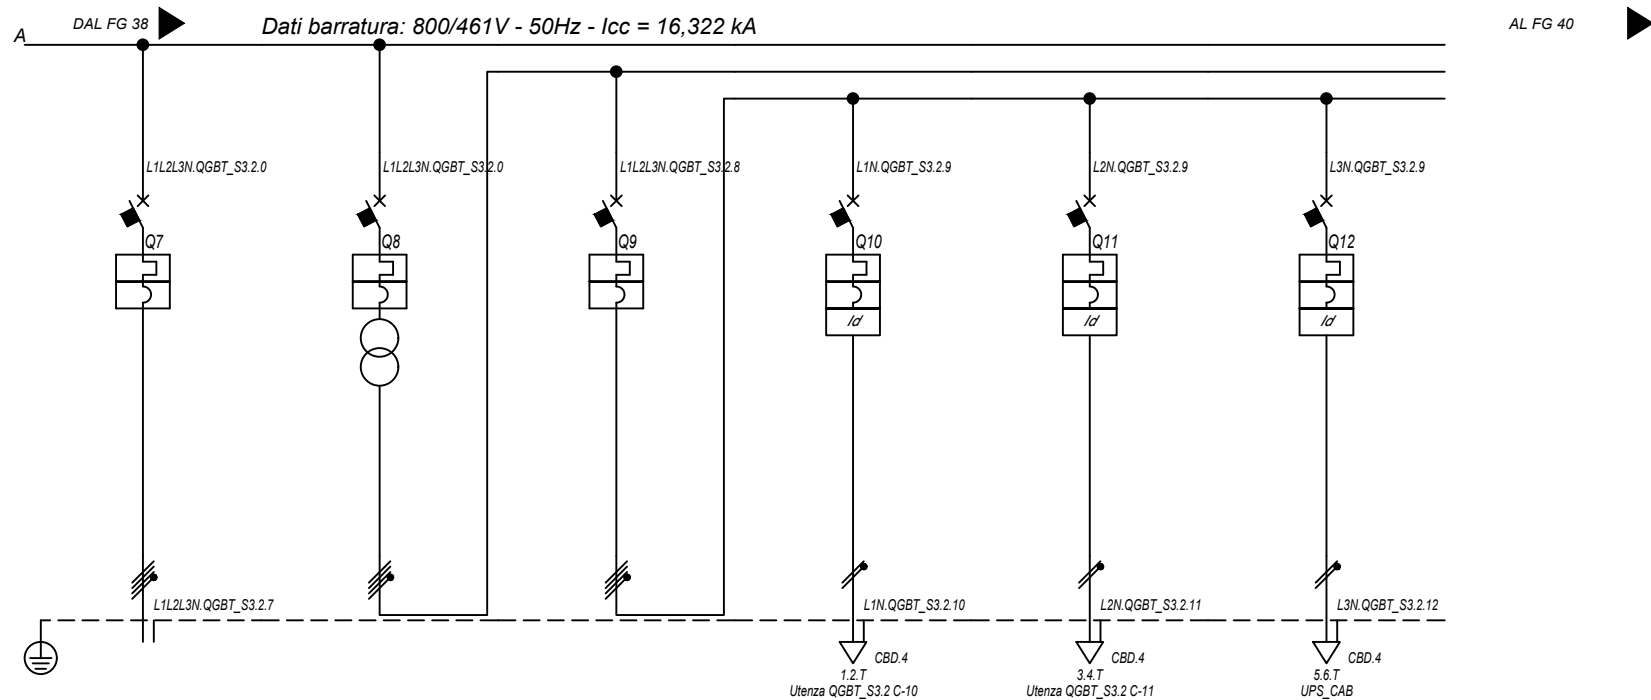 DAL FG 38
Dati barratura: 800/461V - 50Hz - Icc = 16,322 kA
AL FG 40
A
L1L2L3N.QGBT_S3.2.0
L1L2L3N.QGBT_S3.2.0
L1L2L3N.QGBT_S3.2.8
L1N.QGBT_S3.2.9
L2N.QGBT_S3.2.9
L3N.QGBT_S3.2.9
Q7
Q8
Q9
Q10
Q11
Q12
Id
Id
Id
L1L2L3N.QGBT_S3.2.7
L1N.QGBT_S3.2.10
L2N.QGBT_S3.2.11
L3N.QGBT_S3.2.12
CBD.4
CBD.4
CBD.4
1.2.T
3.4.T
5.6.T
Utenza QGBT_S3.2 C-10
Utenza QGBT_S3.2 C-11
UPS_CAB